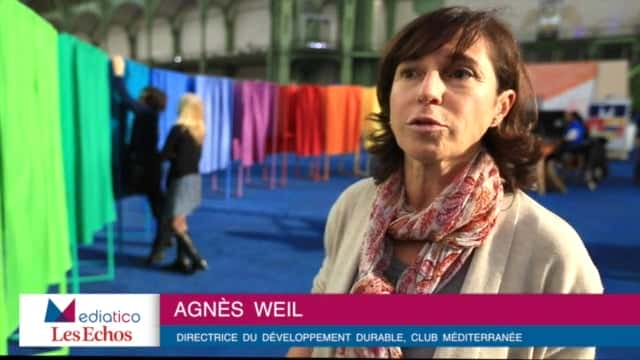 AGNÈS WEIL
Mediatico
Les Echos
DIRECTRICE DU DÉVELOPPEMENT DURABLE, CLUB MÉDITERRANÉE